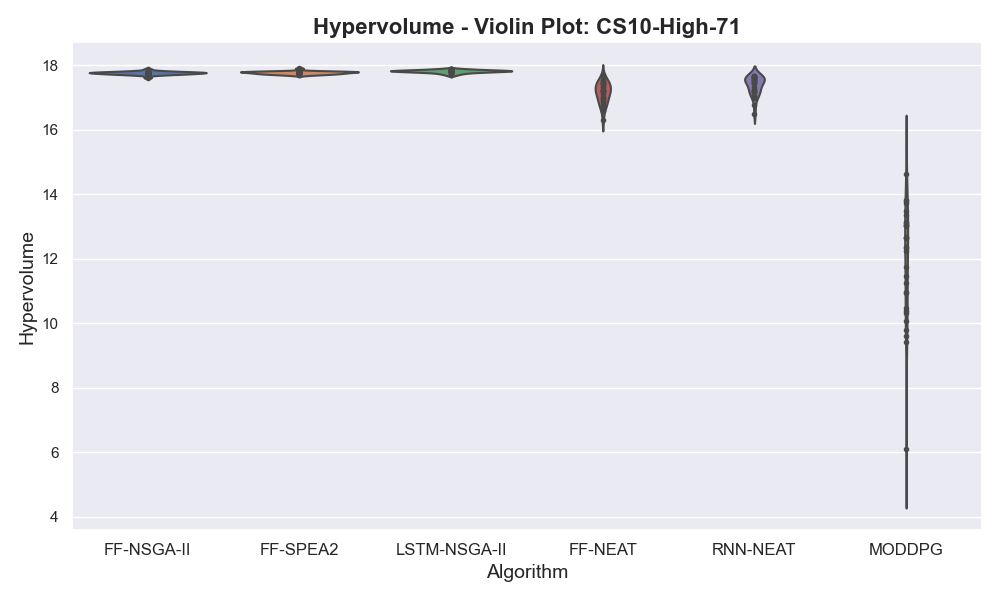 Hypervolume - Violin Plot: CS10-High-71
Hypervolume
18
16
14
12
10
8
6
4
FF-NSGA-II
FF-SPEA2
LSTM-NSGA-II
FF-NEAT
RNN-NEAT
MODDPG
Algorithm